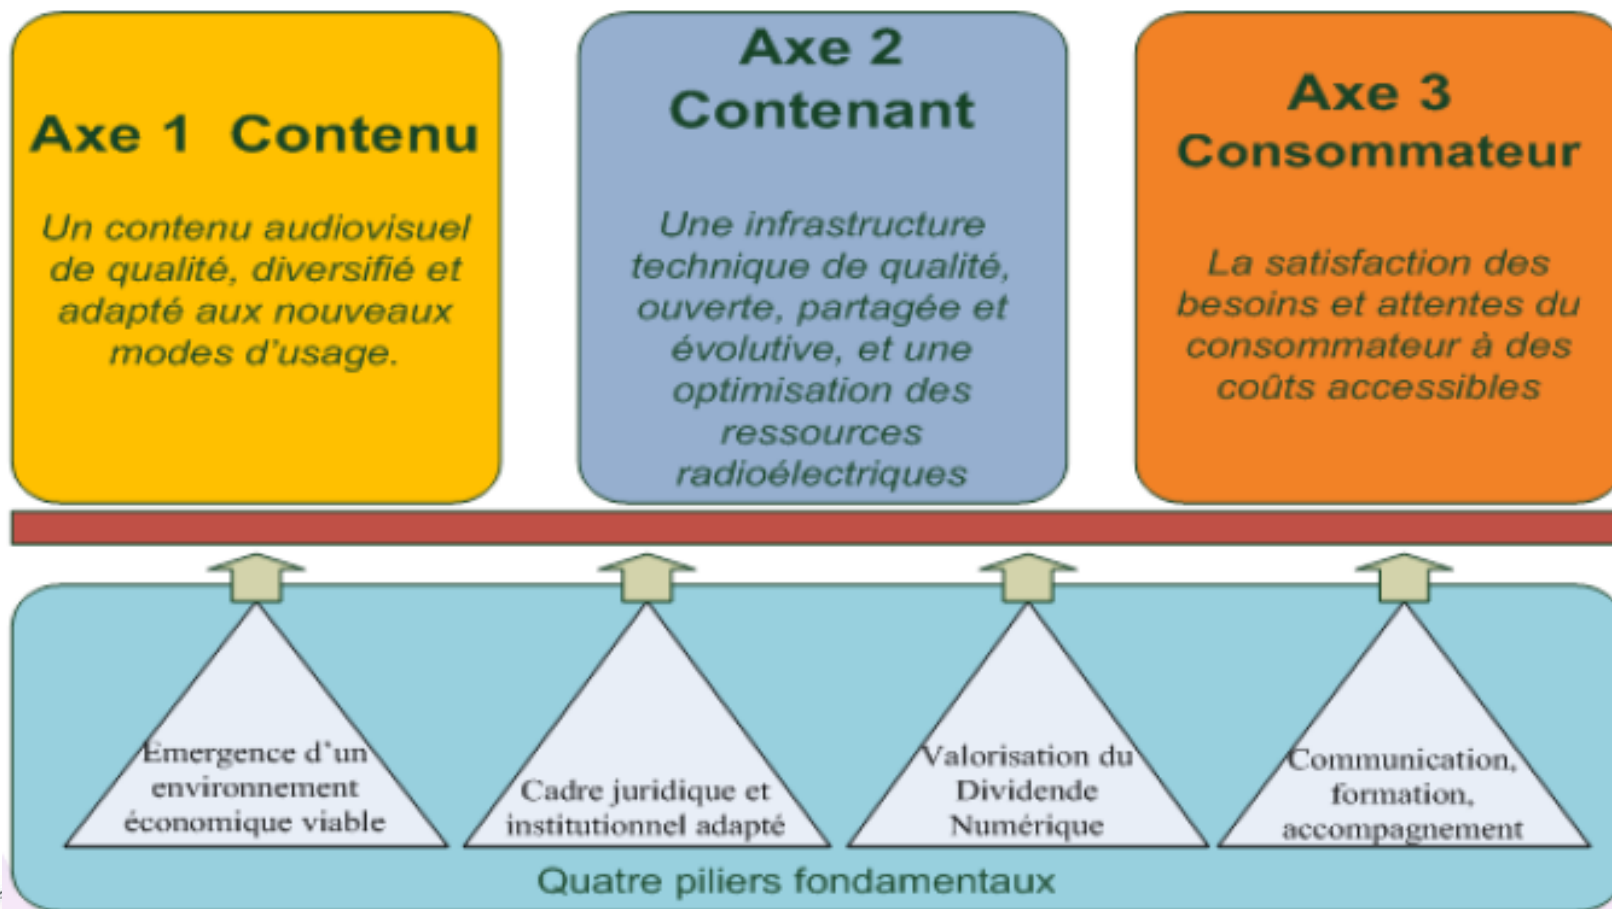 Axe 1 Contenu
Un contenu audiovisuel
de qualité, diversifié et
adapté aux nouveaux
modes d'usage.
Axe 2
Contenant
Une infrastructure
technique de qualité,
ouverte, partagée et
évolutive, et une
optimisation des
ressources
radioélectriques
Axe 3
Consommateur
La satisfaction des
besoins et attentes du
consommateur à des
coûts accessibles
Emergence d'un
environnement
économique viable
Cadre juridique et
institutionnel adapté
Valorisation du
Dividende
Numérique
Communication,
formation,
accompagnement
Quatre piliers fondamentaux